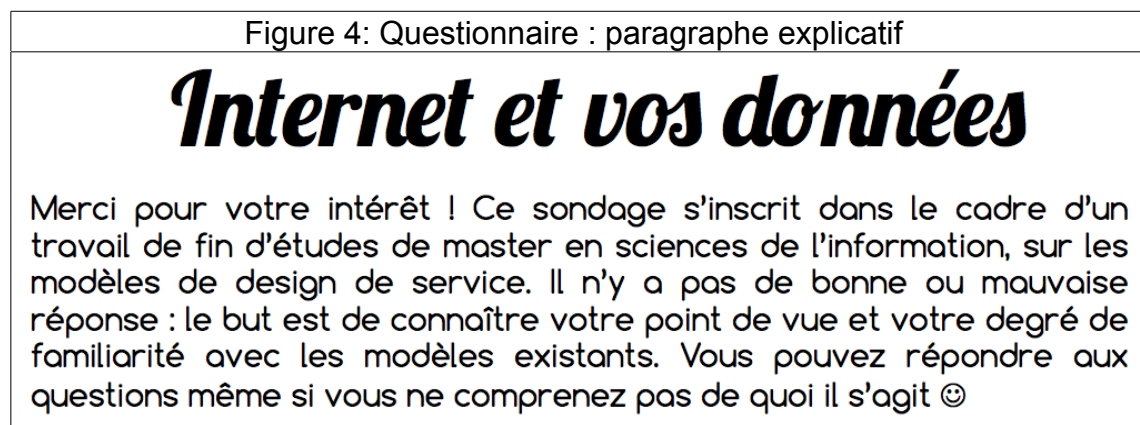 Figure 4: Questionnaire : paragraphe explicatif
Internet et vos données
Merci pour votre intérêt ! Ce sondage s'inscrit dans le cadre d'un
travail de fin d'études de master en sciences de l'information, sur les
modèles de design de service. Il n'y a pas de bonne ou mauvaise
réponse : le but est de connaître votre point de vue et votre degré de
familiarité avec les modèles existants. Vous pouvez répondre aux
questions même si vous ne comprenez pas de quoi il s'agit ☺